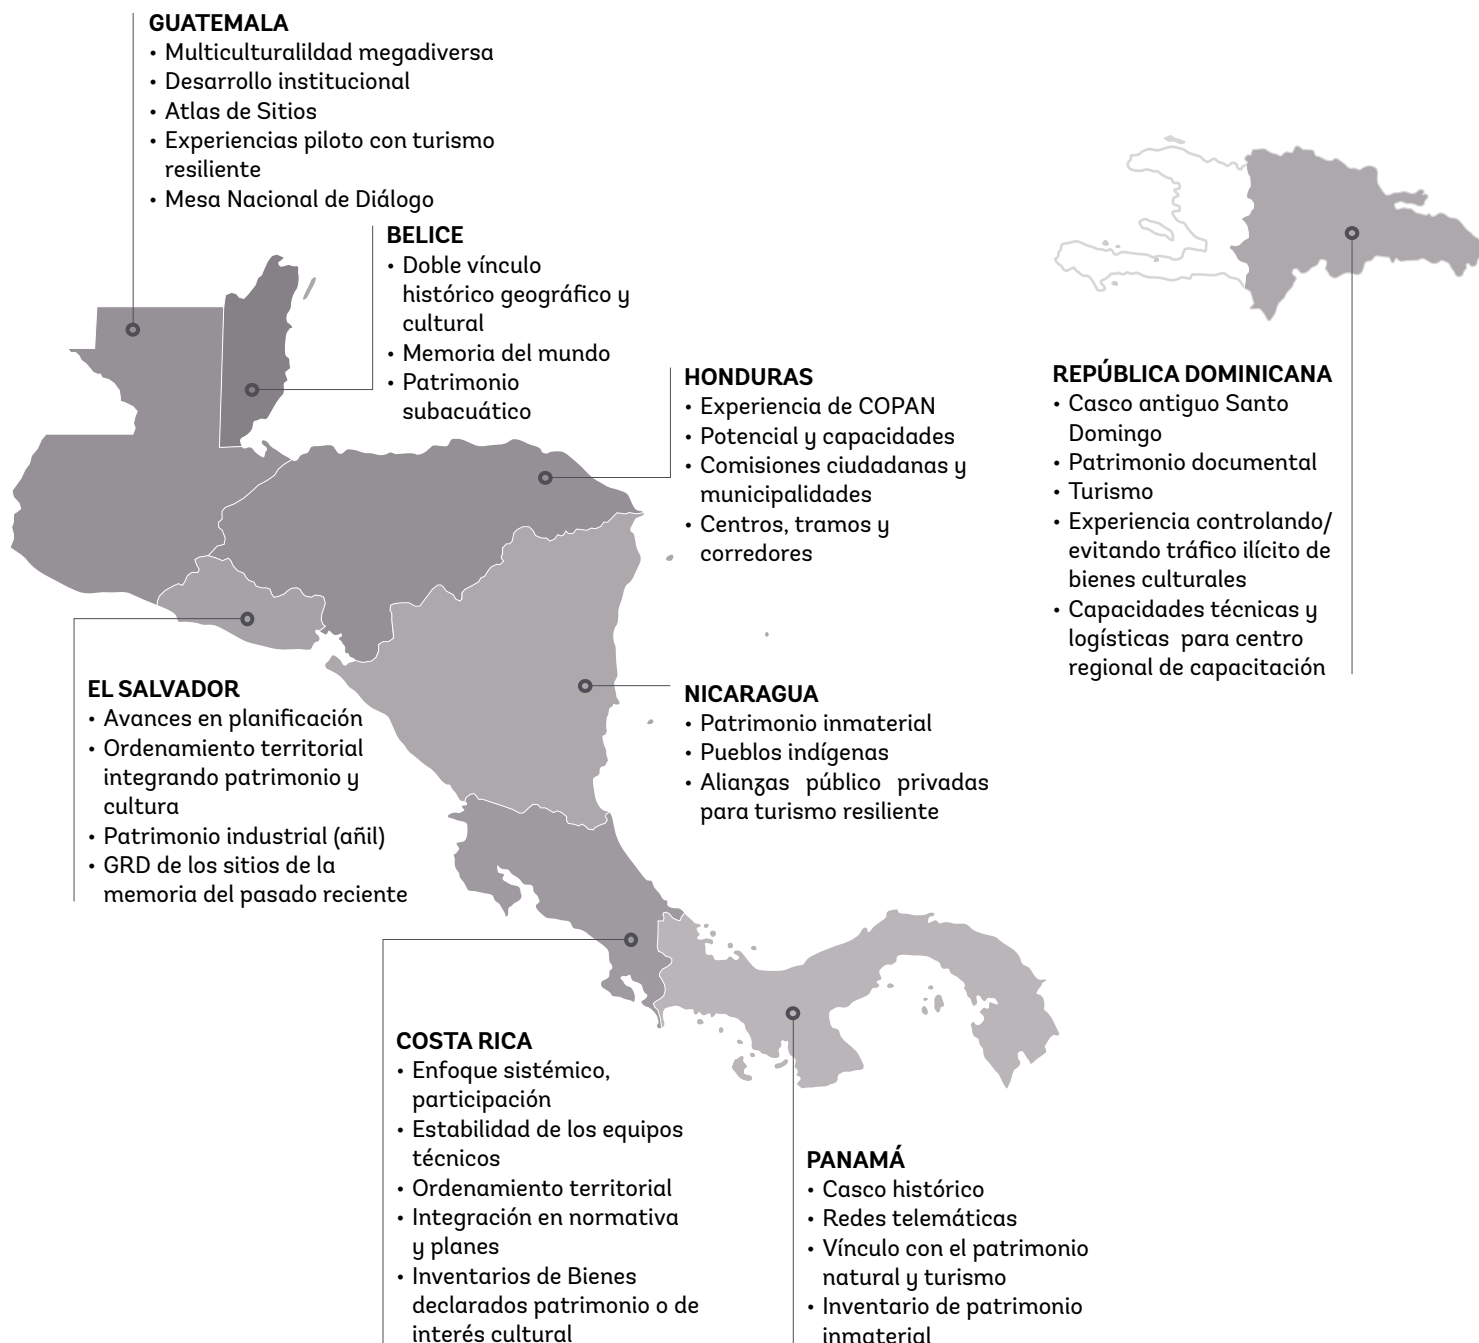 GUATEMALA
• Multiculturalildad megadiversa
• Desarrollo institucional
• Atlas de Sitios
• Experiencias piloto con turismo
resiliente
• Mesa Nacional de Diálogo
BELICE
• Doble vínculo
histórico geográfico y
cultural
• Memoria del mundo
• Patrimonio
subacuático
HONDURAS
• Experiencia de COPAN
• Potencial y capacidades
• Comisiones ciudadanas y
municipalidades
• Centros, tramos y
corredores
REPÚBLICA DOMINICANA
• Casco antiguo Santo
Domingo
• Patrimonio documental
• Turismo
• Experiencia controlando/
evitando tráfico ilícito de
bienes culturales
• Capacidades técnicas y
logísticas para centro
regional de capacitación
EL SALVADOR
• Avances en planificación
• Ordenamiento territorial
integrando patrimonio y
cultura
• Patrimonio industrial (añil)
• GRD de los sitios de la
memoria del pasado reciente
NICARAGUA
• Patrimonio inmaterial
• Pueblos indígenas
• Alianzas público privadas
para turismo resiliente
COSTA RICA
• Enfoque sistémico,
participación
• Estabilidad de los equipos
técnicos
• Ordenamiento territorial
• Integración en normativa
y planes
• Inventarios de Bienes
declarados patrimonio o de
interés cultural
PANAMÁ
• Casco histórico
• Redes telemáticas
• Vínculo con el patrimonio
natural y turismo
• Inventario de patrimonio
inmaterial